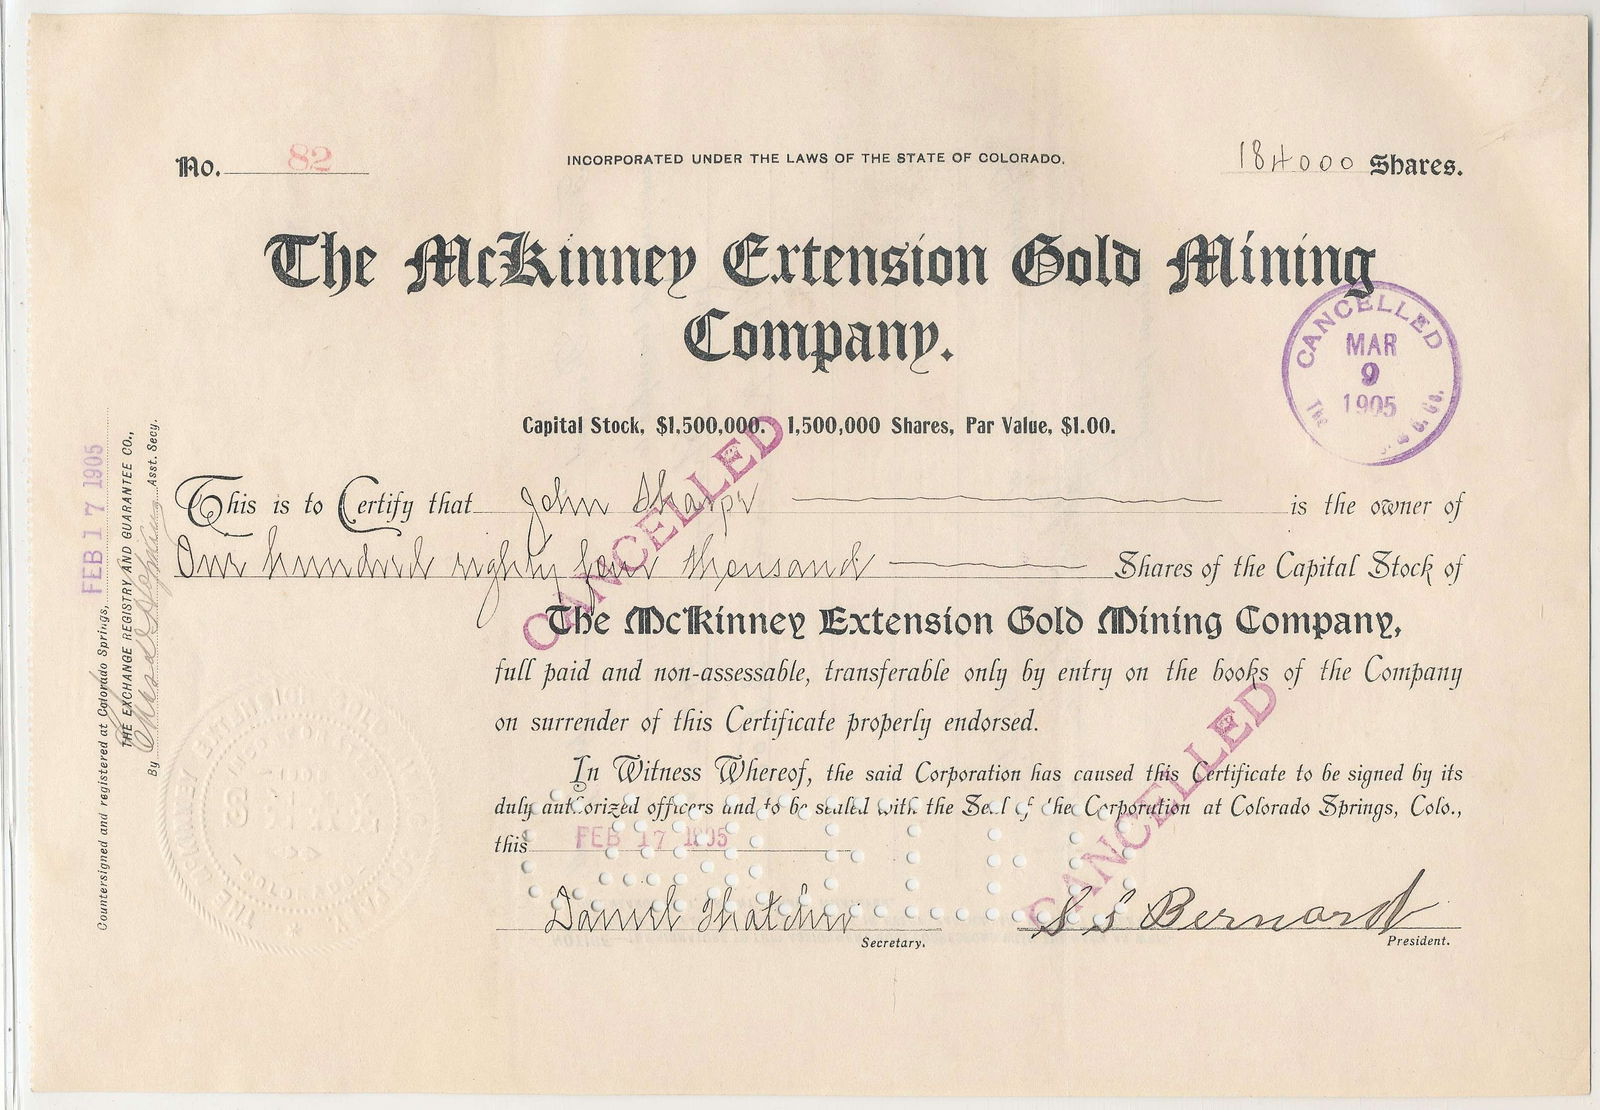 No. 82
INCORPORATED UNDER THE LAWS OF THE STATE OF COLORADO.
184000 Shares.
The McKinney Extension Gold Mining
Company.
CANCELLED
MAR
9
1905
The
Co.
Capital Stock, $1,500,000. 1,500,000 Shares, Par Value, $1.00.
CANCELLED
This is to Certify that John Sharpe is the owner of
One hundred eighty four thousand Shares of the Capital Stock of
The McKinney Extension Gold Mining Company,
full paid and non-assessable, transferable only by entry on the books of the Company
on surrender of this Certificate properly endorsed.
CANCELLED
In Witness Whereof, the said Corporation has caused this Certificate to be signed by its
duly authorized officers and to be sealed with the Seal of the Corporation at Colorado Springs, Colo.,
this FEB 17 1905
Daniel Thatcher
Secretary.
S S Bernard
President.
Countersigned and registered at Colorado Springs, FEB 17 1905
THE EXCHANGE REGISTRY AND GUARANTEE CO.,
By Asst. Secy.
THE
COLORADO